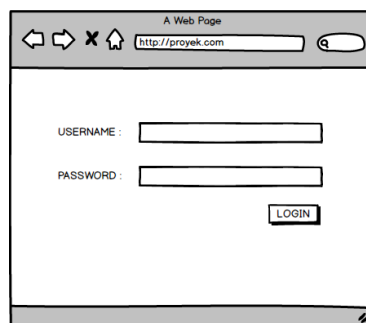 A Web Page
http://proyek.com
USERNAME :
PASSWORD :
LOGIN